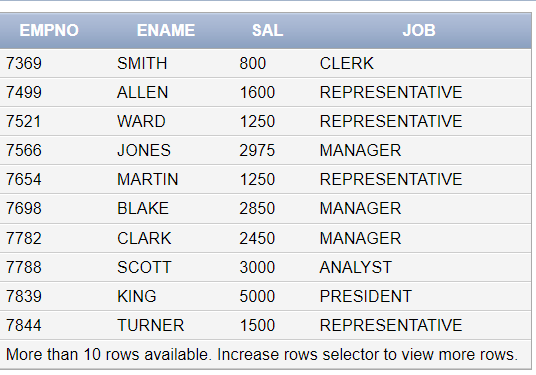 EMPNO ENAME SAL JOB
7369 SMITH 800 CLERK
7499 ALLEN 1600 REPRESENTATIVE
7521 WARD 1250 REPRESENTATIVE
7566 JONES 2975 MANAGER
7654 MARTIN 1250 REPRESENTATIVE
7698 BLAKE 2850 MANAGER
7782 CLARK 2450 MANAGER
7788 SCOTT 3000 ANALYST
7839 KING 5000 PRESIDENT
7844 TURNER 1500 REPRESENTATIVE
More than 10 rows available. Increase rows selector to view more rows.